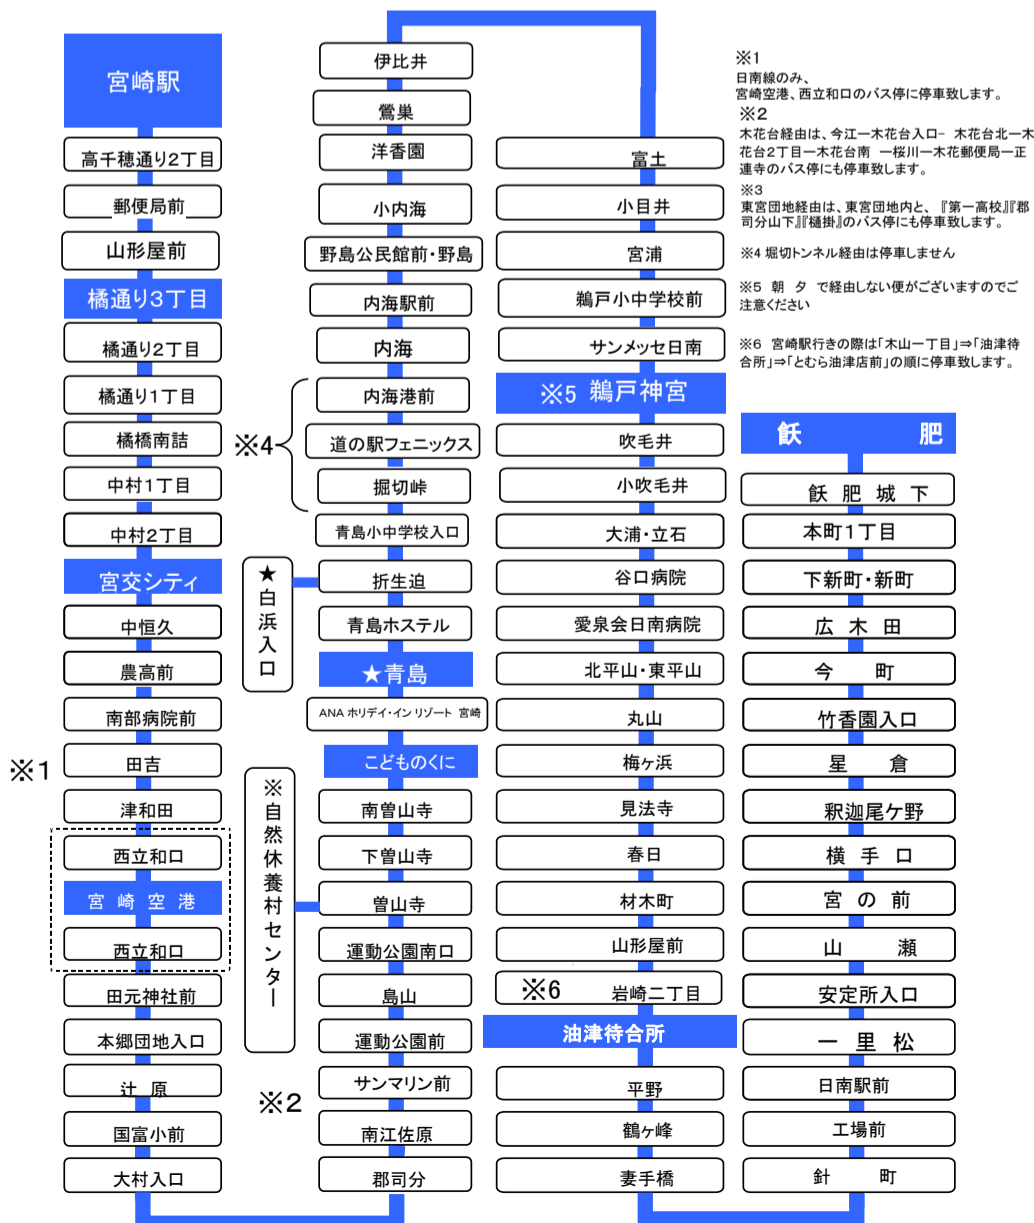 宮崎駅
高千穂通り2丁目
郵便局前
山形屋前
橘通り3丁目
橘通り2丁目
橘通り1丁目
橘橋南詰
中村1丁目
中村2丁目
宮交シティ
中恒久
農高前
南部病院前
※1
田吉
津和田
西立和口
宮崎空港
西立和口
田元神社前
本郷団地入口
辻 原
国富小前
大村入口
伊比井
鶯巣
洋香園
小内海
野島公民館前・野島
内海駅前
内海
※4
内海港前
道の駅フェニックス
掘切峠
青島小中学校入口
★白浜入口
折生迫
青島ホステル
★青島
ANA ホリデイ・イン リゾート 宮崎
こどものくに
※自然休養村センター
南曽山寺
下曽山寺
曽山寺
運動公園南口
島山
運動公園前
※2
サンマリン前
南江佐原
郡司分
富土
小目井
宮浦
鵜戸小中学校前
サンメッセ日南
※5 鵜戸神宮
吹毛井
小吹毛井
大浦・立石
谷口病院
愛泉会日南病院
北平山・東平山
丸山
梅ヶ浜
見法寺
春日
材木町
山形屋前
※6 岩崎二丁目
油津待合所
平野
鶴ヶ峰
妻手橋
※1
日南線のみ、
宮崎空港、西立和口のバス停に停車致します。
※2
木花台経由は、今江ー木花台入口− 木花台北ー木
花台2丁目ー木花台南 ー桜川ー木花郵便局ー正
連寺のバス停にも停車致します。
※3
東宮団地経由は、東宮団地内と、『第一高校』『郡
司分山下』『樋掛』のバス停にも停車致します。
※4 堀切トンネル経由は停車しません
※5 朝 夕 で経由しない便がございますのでご
注意ください
※6 宮崎駅行きの際は「木山一丁目」⇒「油津待
合所」⇒「とむら油津店前」の順に停車致します。
飫 肥
飫肥城下
本町1丁目
下新町・新町
広木田
今 町
竹香園入口
星 倉
釈迦尾ケ野
横手口
宮の前
山 瀬
安定所入口
一里松
日南駅前
工場前
針 町